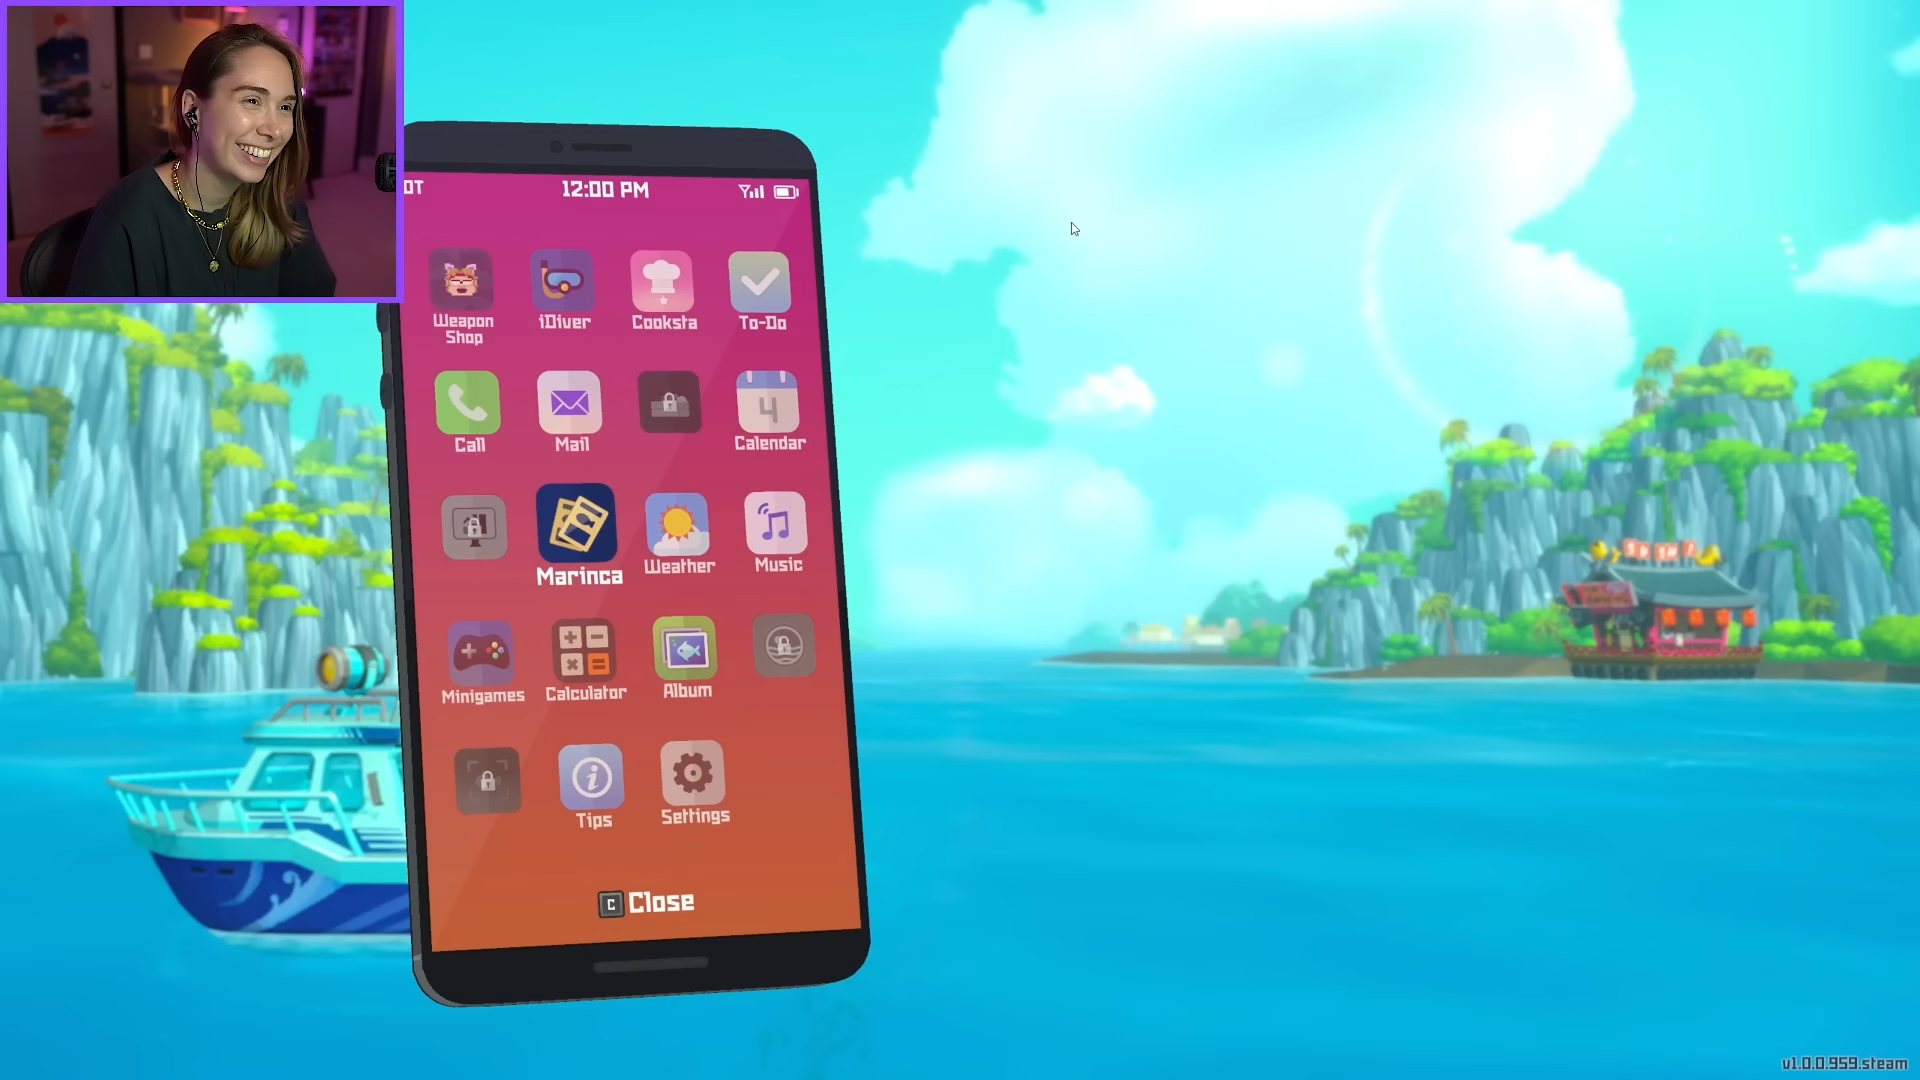 OT
12:00 PM
Weapon
Shop
iDiver
Cooksta
To-Do
Call
Mail
4
Calendar
Marinca
Weather
Music
Minigames
Calculator
Album
Tips
Settings
C Close
SUSHI
v1.0.0.959.steam